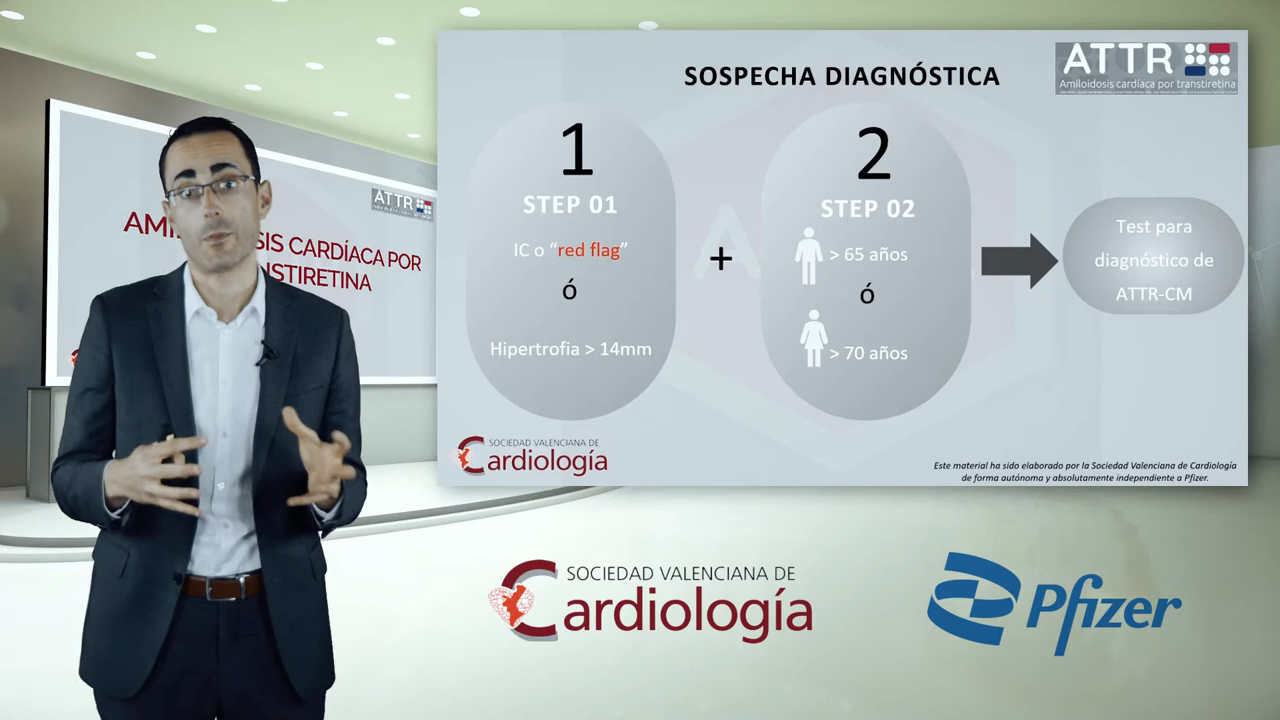 SOSPECHA DIAGNÓSTICA
ATTR
Amiloidosis cardíaca por transtiretina
1
STEP 01
IC o “red flag”
ó
Hipertrofia > 14mm
+
2
STEP 02
> 65 años
ó
> 70 años
Test para
diagnóstico de
ATTR-CM
SOCIEDAD VALENCIANA DE
Cardiología
Este material ha sido elaborado por la Sociedad Valenciana de Cardiología
de forma autónoma y absolutamente independiente a Pfizer.
ATTR
CARDÍACA POR
SOCIEDAD VALENCIANA DE
Cardiología
Pfizer